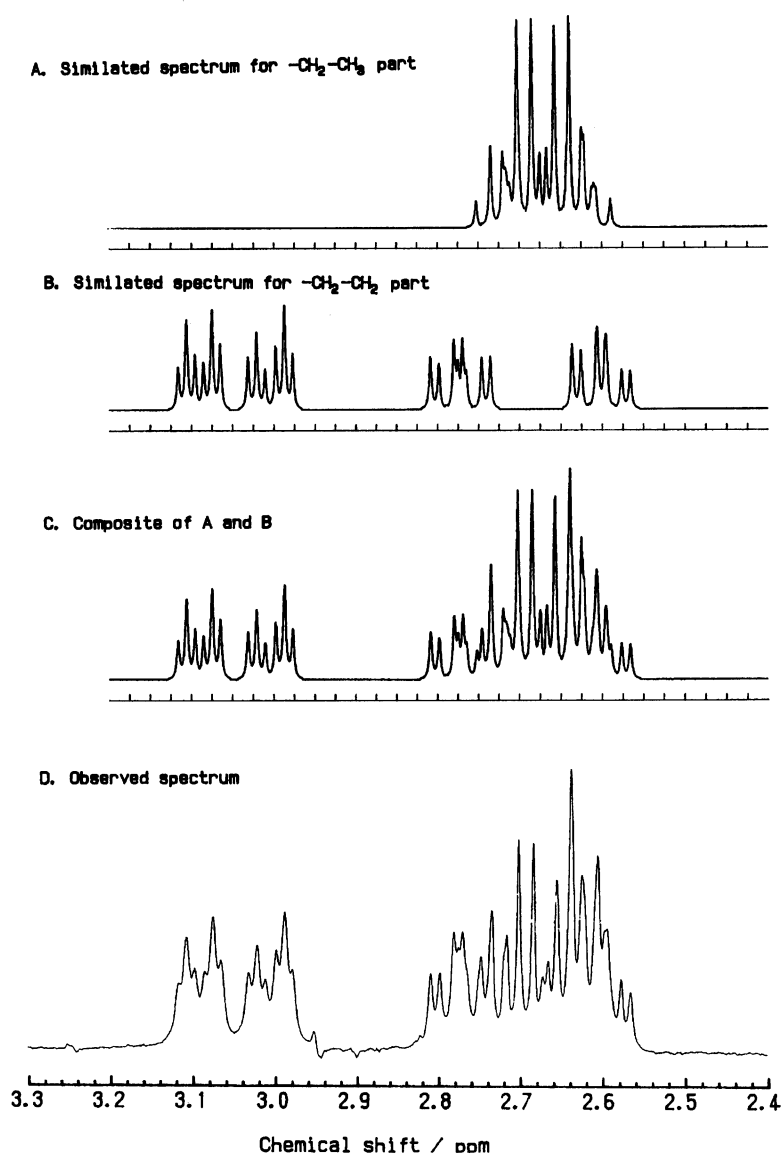 A. Similated spectrum for -CH2-CH3 part
B. Similated spectrum for -CH2-CH2 part
C. Composite of A and B
D. Observed spectrum
3.3 3.2 3.1 3.0 2.9 2.8 2.7 2.6 2.5 2.4
Chemical shift / ppm